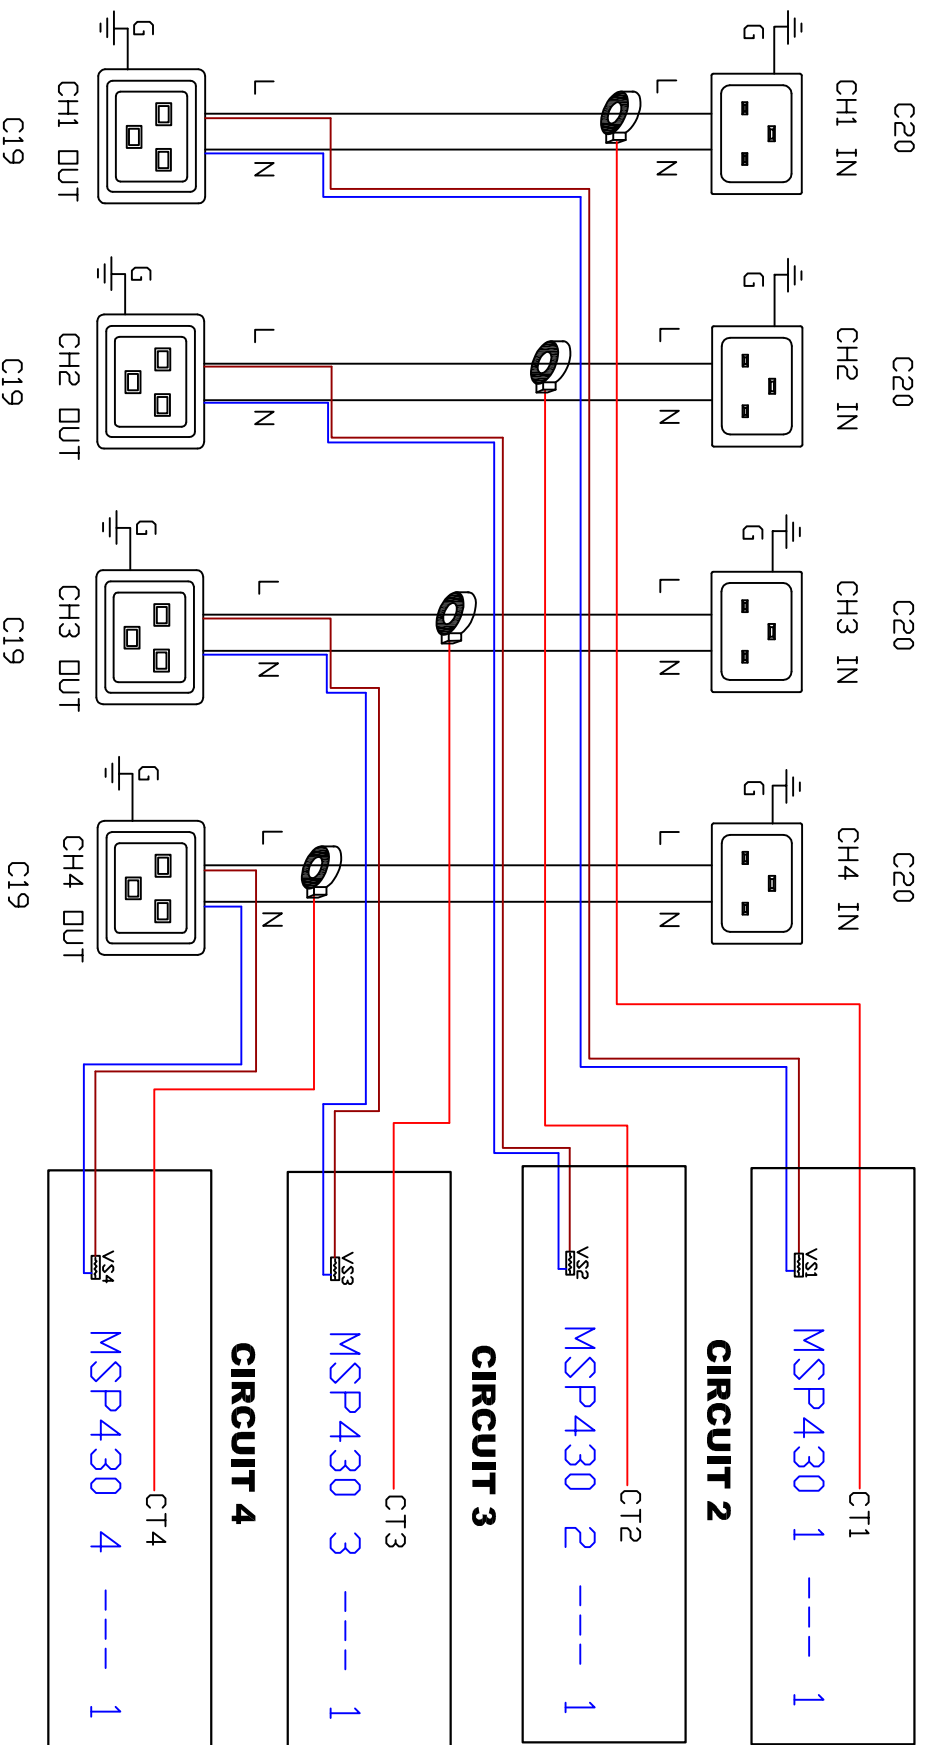 C20
C20
C20
C20
CH1 IN
CH2 IN
CH3 IN
CH4 IN
G
G
G
G
L
N
L
N
L
N
L
N
L
N
L
N
L
N
L
N
G
G
G
G
CH1 OUT
CH2 OUT
CH3 OUT
CH4 OUT
C19
C19
C19
C19
CT1
VS1
MSP430 1 --- 1
CIRCUIT 2
CT2
VS2
MSP430 2 --- 1
CIRCUIT 3
CT3
VS3
MSP430 3 --- 1
CIRCUIT 4
CT4
VS4
MSP430 4 --- 1